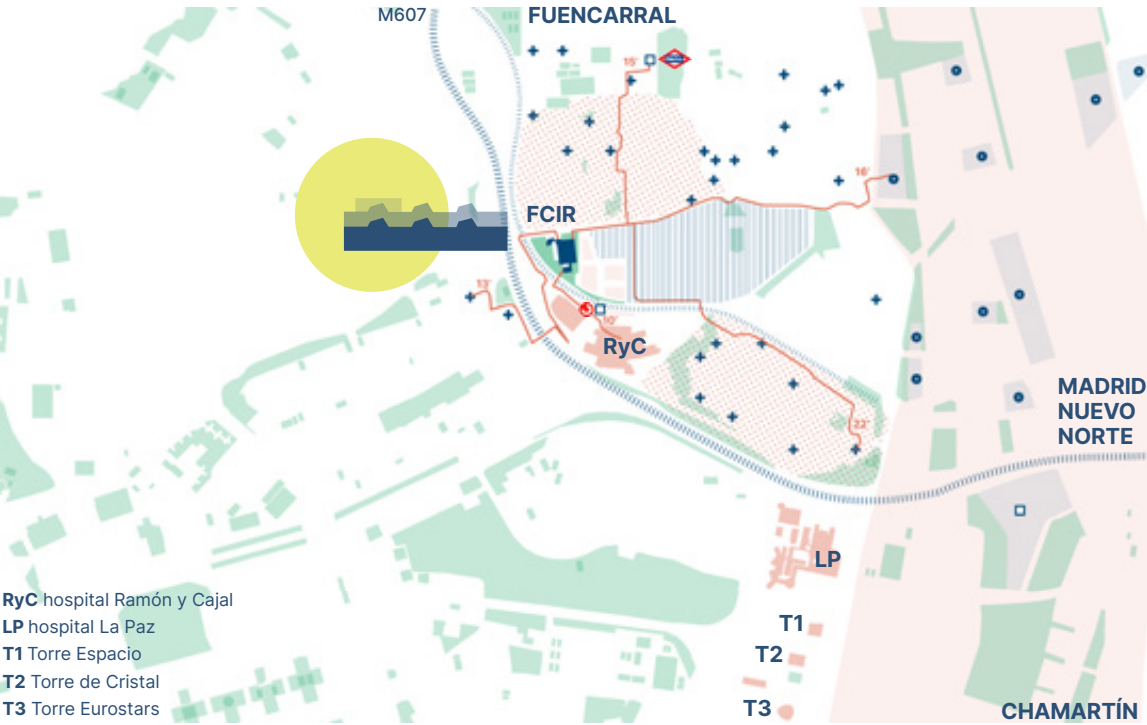 M607
FUENCARRAL
15'
16'
FCIR
13'
10'
RyC
MADRID
NUEVO
NORTE
22'
LP
RyC hospital Ramón y Cajal
LP hospital La Paz
T1 Torre Espacio
T2 Torre de Cristal
T3 Torre Eurostars
T1
T2
T3
CHAMARTÍN